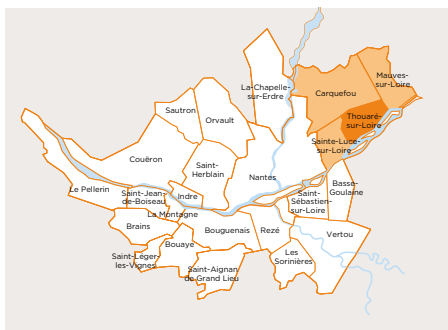 La-Chapelle-
sur-Erdre
Mauves-
sur-Loire
Carquefou
Sautron
Orvault
Thouaré-
sur-Loire
Sainte-Luce-
sur-Loire
Couëron
Saint-
Herblain
Nantes
Le Pellerin
Saint-Jean-
de-Boiseau
Indre
Basse-
Goulaine
Saint-
Sébastien-
sur-Loire
La Montagne
Brains
Bouguenais
Rezé
Vertou
Bouaye
Saint-Léger-
les-Vignes
Saint-Aignan
de Grand Lieu
Les
Sorinières